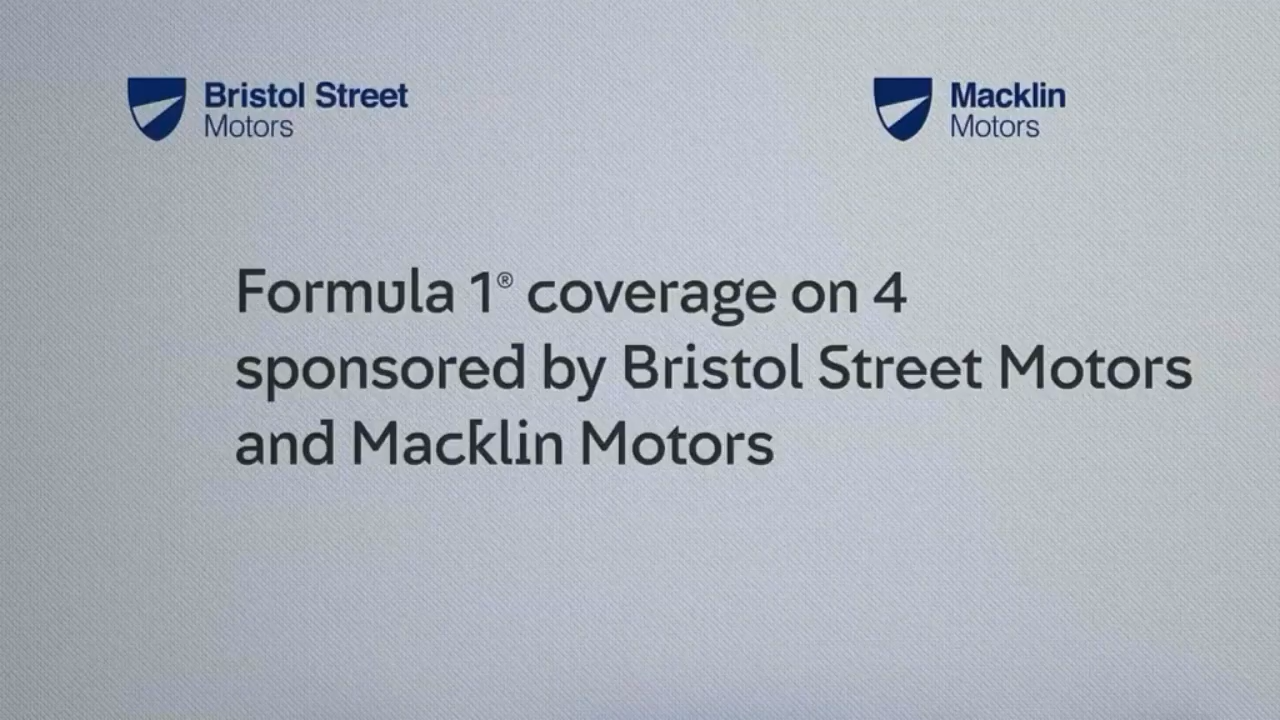 Bristol Street
Motors
Macklin
Motors
Formula 1® coverage on 4
sponsored by Bristol Street Motors
and Macklin Motors